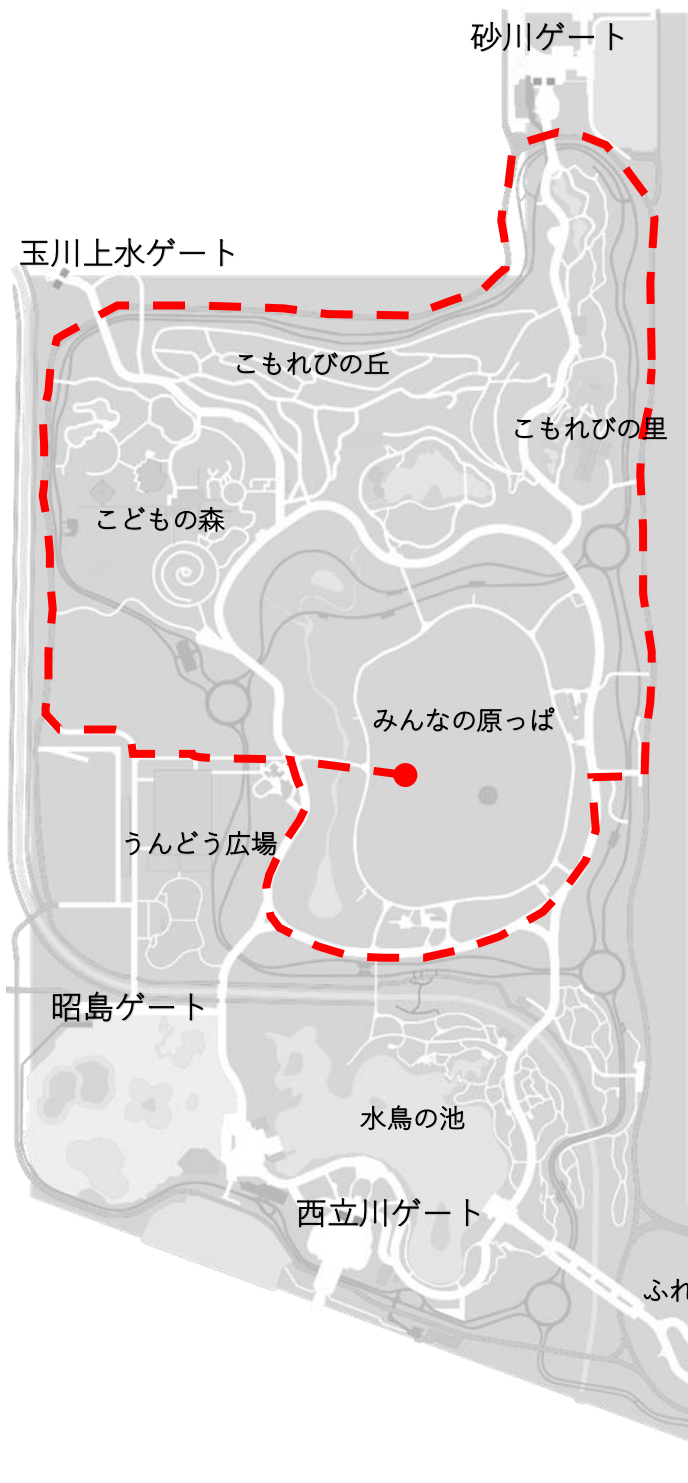 砂川ゲート
玉川上水ゲート
こもれびの丘
こもれびの里
こどもの森
みんなの原っぱ
うんどう広場
昭島ゲート
水鳥の池
西立川ゲート
ふれ